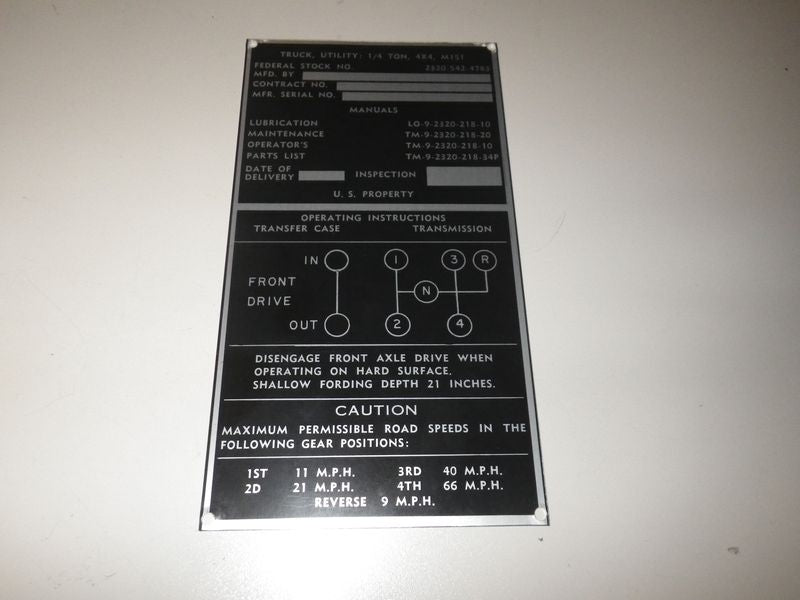 TRUCK, UTILITY: 1/4 TON, 4X4, M151
FEDERAL STOCK NO. 2320-542-4783
MFD. BY
CONTRACT NO.
MFR. SERIAL NO.
MANUALS
LUBRICATION LO-9-2320-218-10
MAINTENANCE TM-9-2320-218-20
OPERATOR'S TM-9-2320-218-10
PARTS LIST TM-9-2320-218-34P
DATE OF DELIVERY INSPECTION
U. S. PROPERTY
OPERATING INSTRUCTIONS
TRANSFER CASE TRANSMISSION
IN 1 3 R
FRONT DRIVE N
OUT 2 4
DISENGAGE FRONT AXLE DRIVE WHEN
OPERATING ON HARD SURFACE.
SHALLOW FORDING DEPTH 21 INCHES.
CAUTION
MAXIMUM PERMISSIBLE ROAD SPEEDS IN THE
FOLLOWING GEAR POSITIONS:
1ST 11 M.P.H. 3RD 40 M.P.H.
2D 21 M.P.H. 4TH 66 M.P.H.
REVERSE 9 M.P.H.